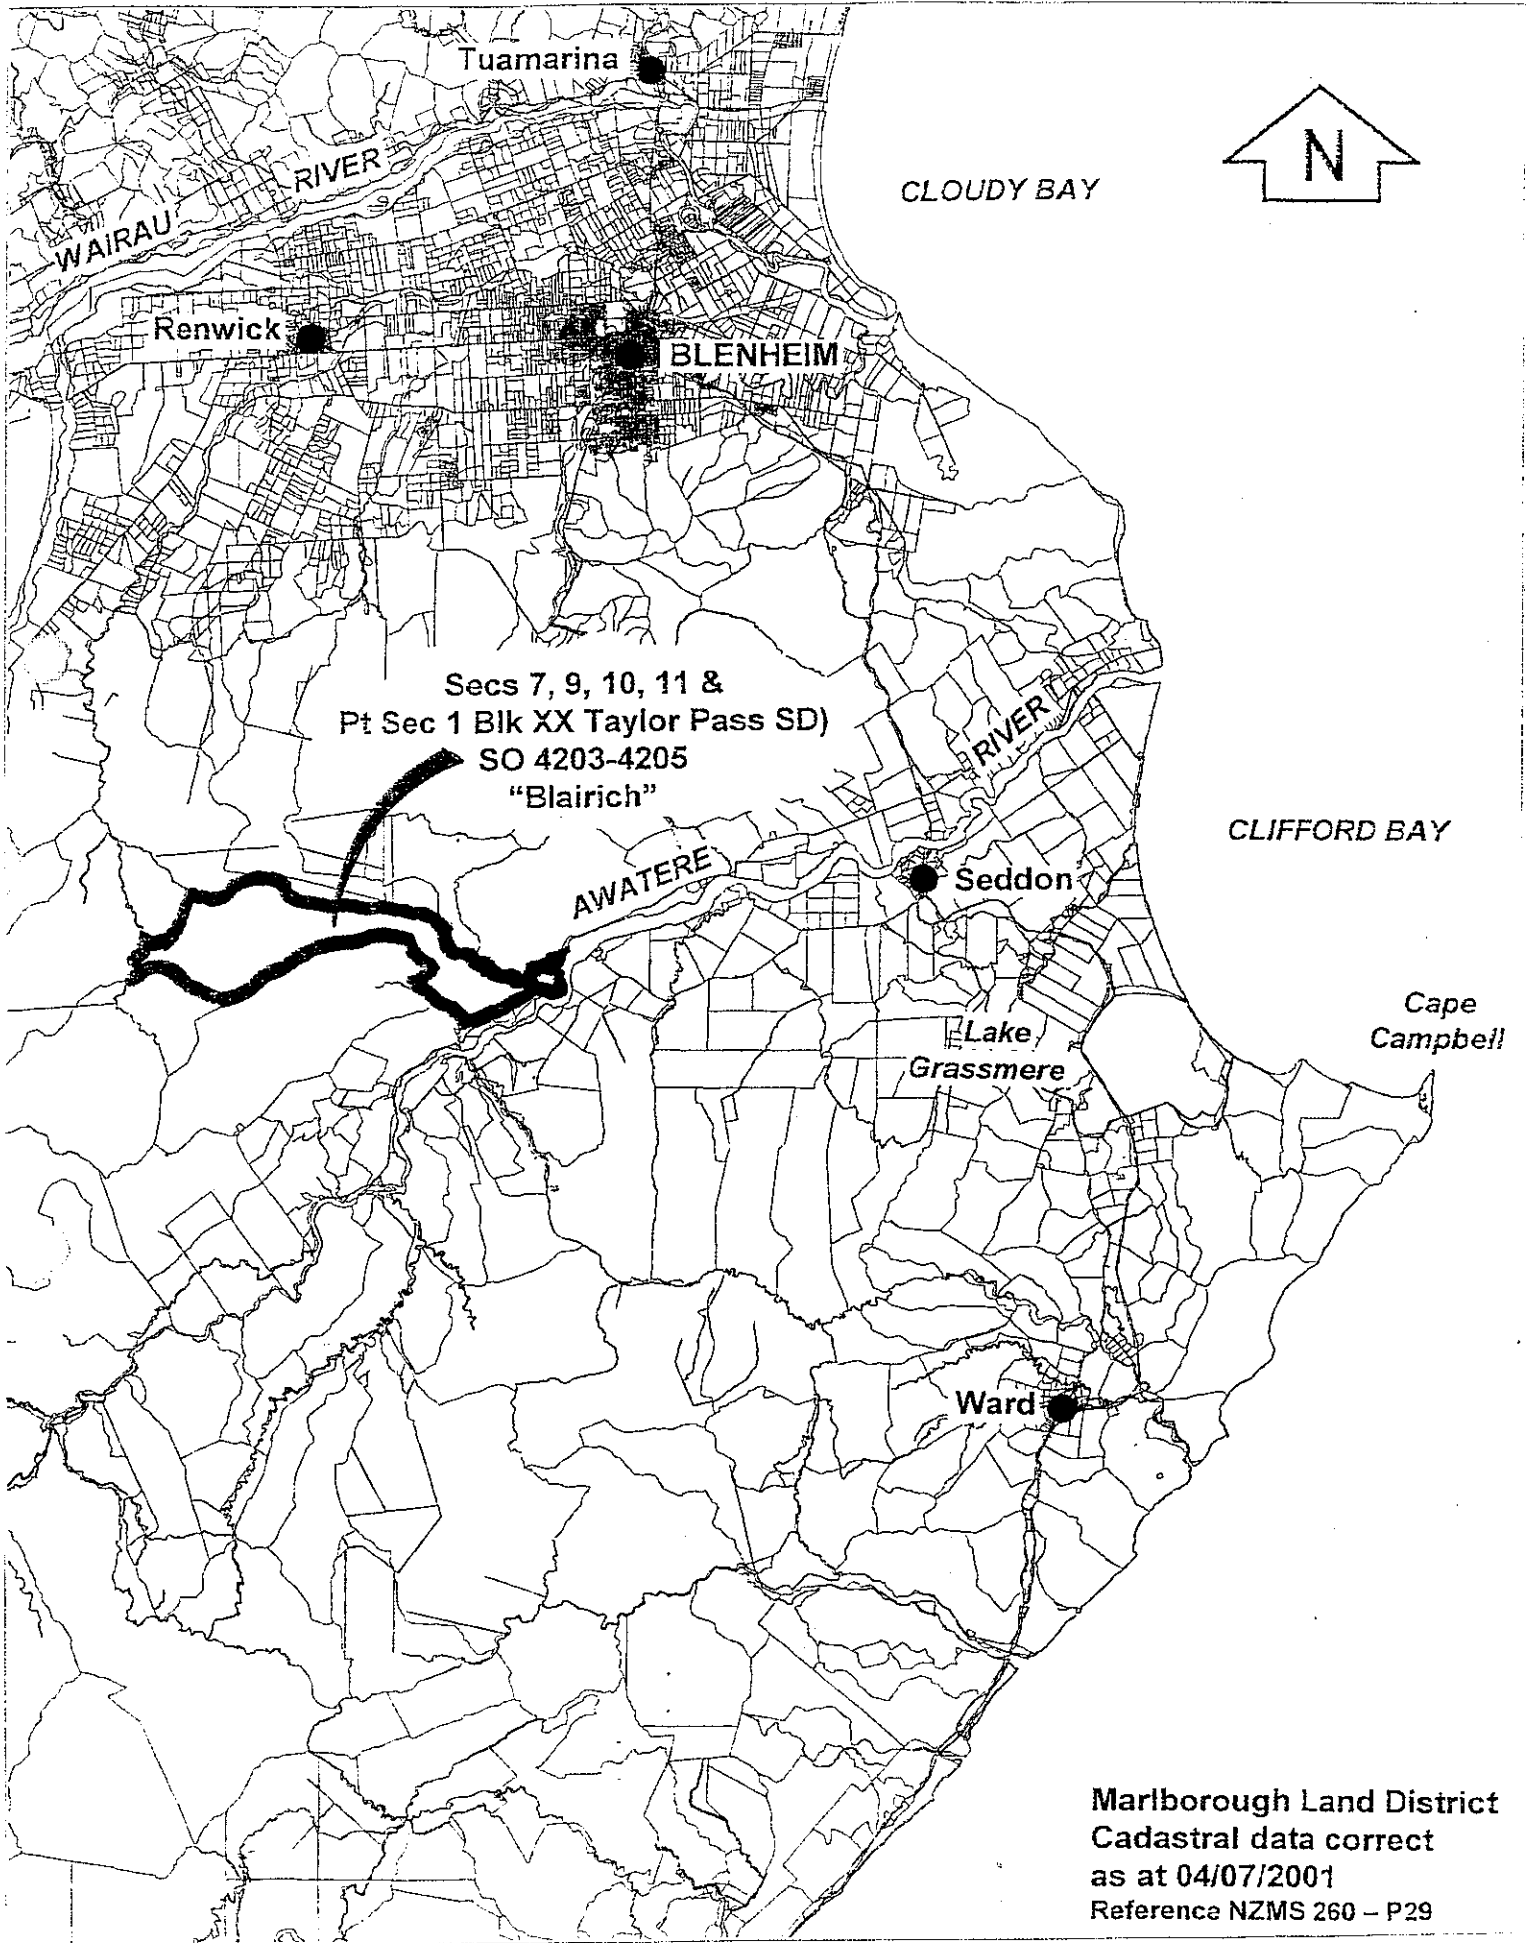 Tuamarina
N
CLOUDY BAY
WAIRAU RIVER
Renwick
BLENHEIM
Secs 7, 9, 10, 11 &
Pt Sec 1 Blk XX Taylor Pass SD)
SO 4203-4205
“Blairich”
AWATERE RIVER
CLIFFORD BAY
Seddon
Lake
Grassmere
Cape
Campbell
Ward
Marlborough Land District
Cadastral data correct
as at 04/07/2001
Reference NZMS 260 – P29